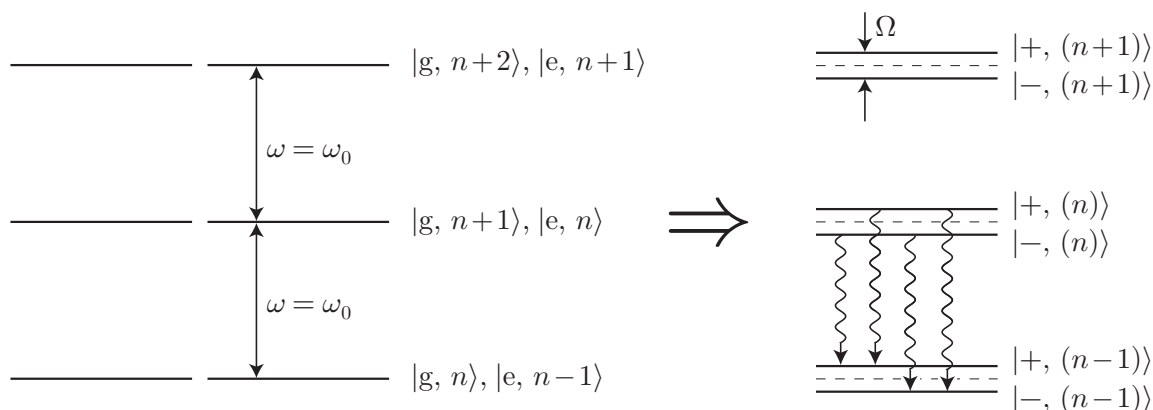 |g, n+2⟩, |e, n+1⟩
ω = ω₀
|g, n+1⟩, |e, n⟩
ω = ω₀
|g, n⟩, |e, n−1⟩
⇒
Ω
|+, (n+1)⟩
|−, (n+1)⟩
|+, (n)⟩
|−, (n)⟩
|+, (n−1)⟩
|−, (n−1)⟩